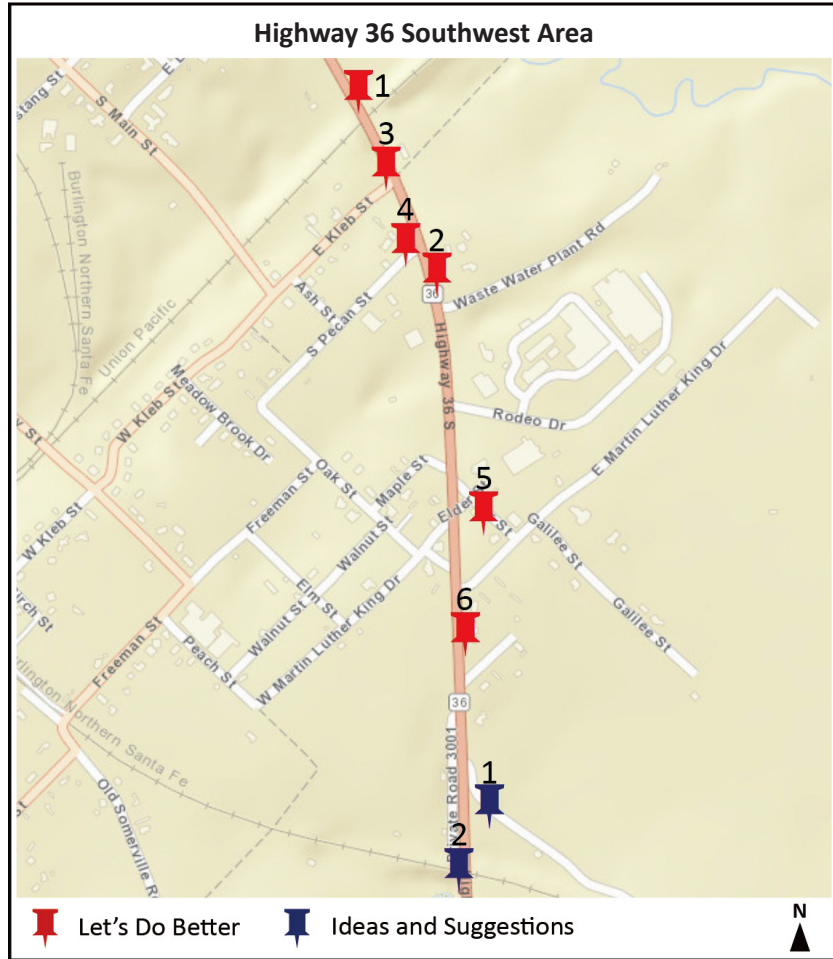 Highway 36 Southwest Area
1
S Main St
3
Burlington Northern Santa Fe
E Kleb St
4
2
Waste Water Plant Rd
36
Ash St
Union Pacific
S Pecan St
Highway 36 S
Meadow Brook Dr
E Martin Luther King Dr
W Kleb St
Rodeo Dr
Oak St
Maple St
5
Freeman St
Walnut St
Galilee St
W Kleb St
Elm St
Galilee St
6
Walnut St
W Martin Luther King Dr
Peach St
Freeman St
36
Northern Santa Fe
Private Road 3001
1
Old Somerville Rd
2
Let's Do Better
Ideas and Suggestions
N